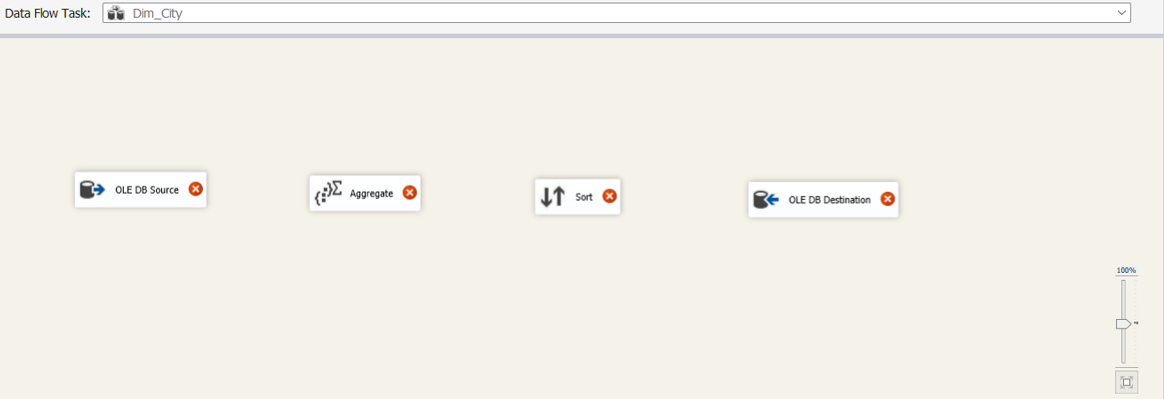 Data Flow Task: Dim_City
OLE DB Source
Aggregate
Sort
OLE DB Destination
100%